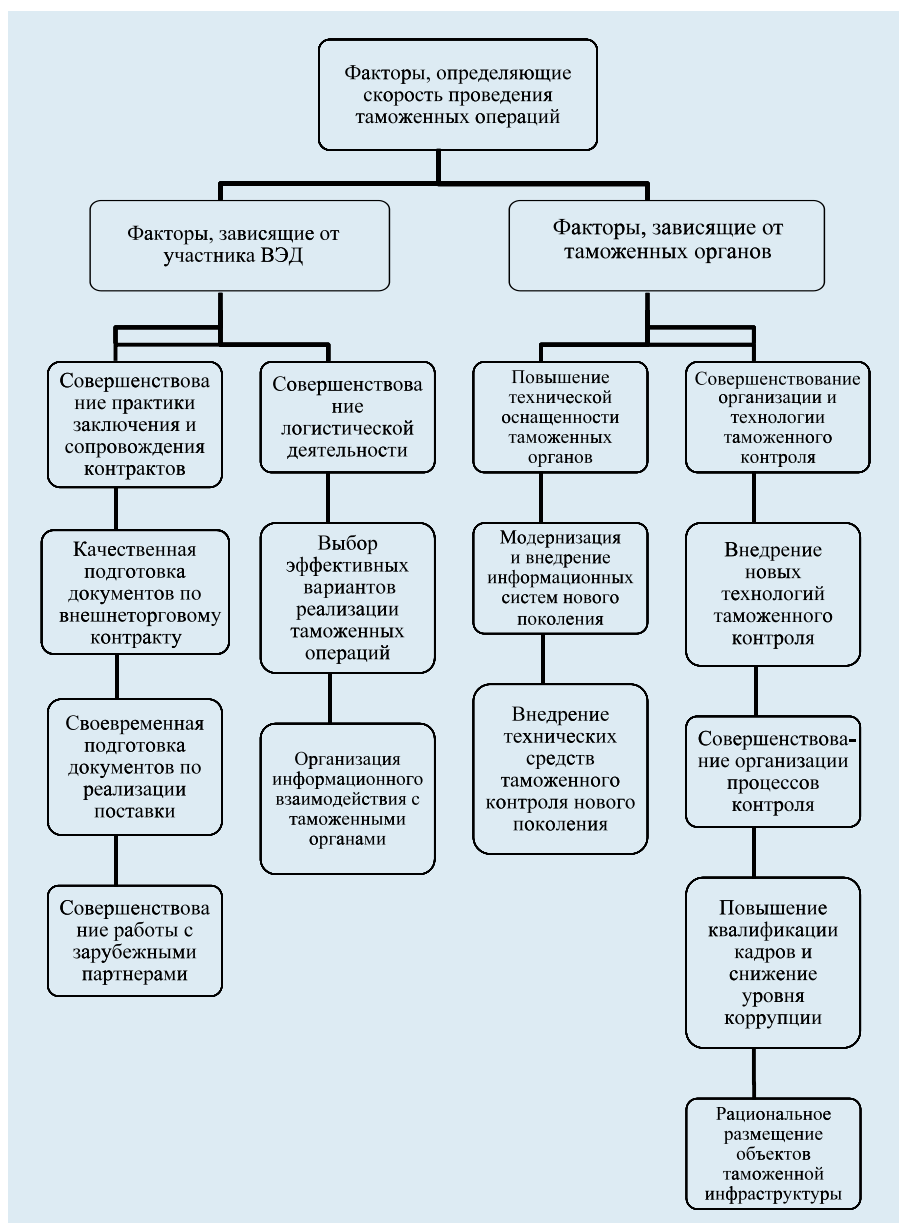 Факторы, определяющие
скорость проведения
таможенных операций
Факторы, зависящие от
участника ВЭД
Факторы, зависящие от
таможенных органов
Совершенствова
ние практики
заключения и
сопровождения
контрактов
Совершенствова
ние
логистической
деятельности
Повышение
технической
оснащенности
таможенных
органов
Совершенствование
организации и
технологии
таможенного
контроля
Качественная
подготовка
документов по
внешнеторговому
контракту
Выбор
эффективных
вариантов
реализации
таможенных
операций
Модернизация
и внедрение
информационных
систем нового
поколения
Внедрение
новых
технологий
таможенного
контроля
Своевременная
подготовка
документов по
реализации
поставки
Организация
информационного
взаимодействия с
таможенными
органами
Внедрение
технических
средств
таможенного
контроля нового
поколения
Совершенствова-
ние организации
процессов
контроля
Совершенствова
ние работы с
зарубежными
партнерами
Повышение
квалификации
кадров и
снижение
уровня
коррупции
Рациональное
размещение
объектов
таможенной
инфраструктуры